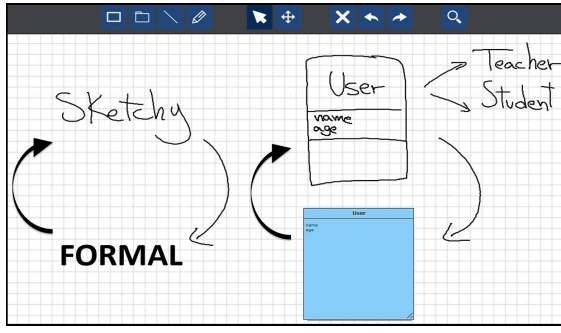 Sketchy
FORMAL
User
name
age
Teacher
Student
User
name
age